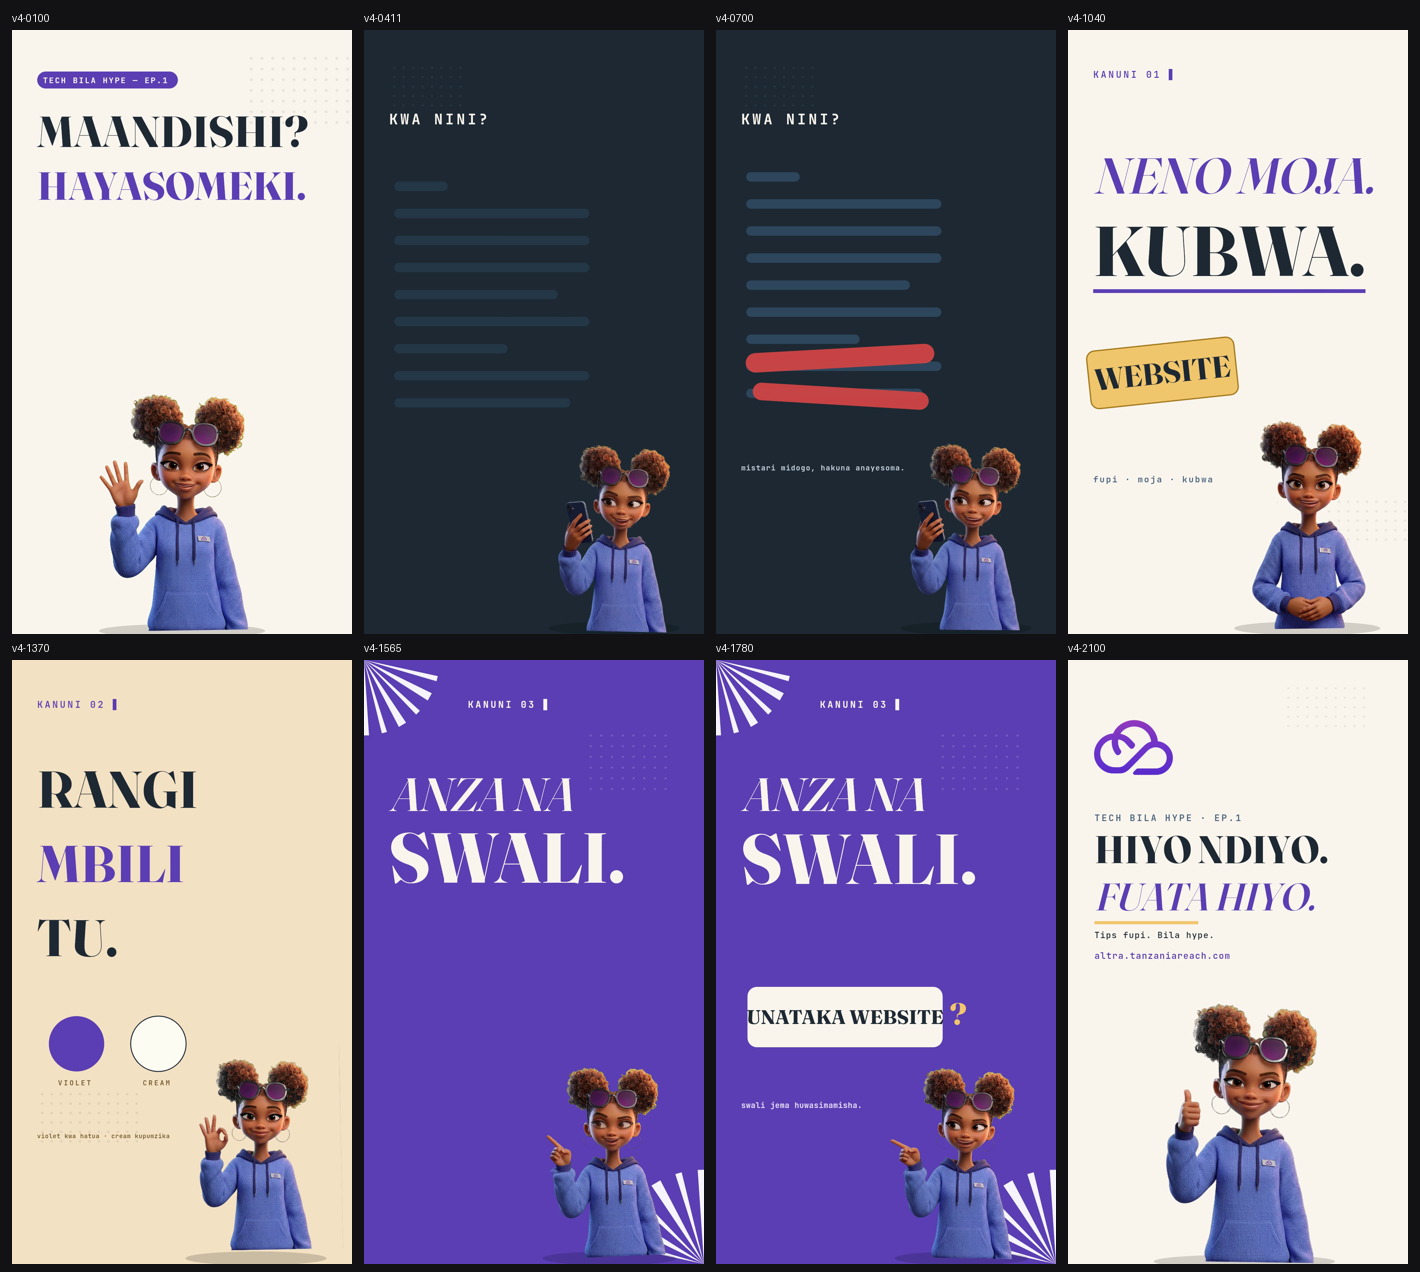 v4-0100
TECH BILA HYPE — EP.1
MAANDISHI?
HAYASOMEKI.
v4-0411
KWA NINI?
v4-0700
KWA NINI?
mistari midogo, hakuna anayesoma.
v4-1040
KANUNI 01
NENO MOJA.
KUBWA.
WEBSITE
fupi · moja · kubwa
v4-1370
KANUNI 02
RANGI
MBILI
TU.
VIOLET
CREAM
violet kwa hatua · cream kupumzika
v4-1565
KANUNI 03
ANZA NA
SWALI.
v4-1780
KANUNI 03
ANZA NA
SWALI.
UNATAKA WEBSITE ?
swali jema huwasimamisha.
v4-2100
TECH BILA HYPE · EP.1
HIYO NDIYO.
FUATA HIYO.
Tips fupi. Bila hype.
altra.tanzaniareach.com